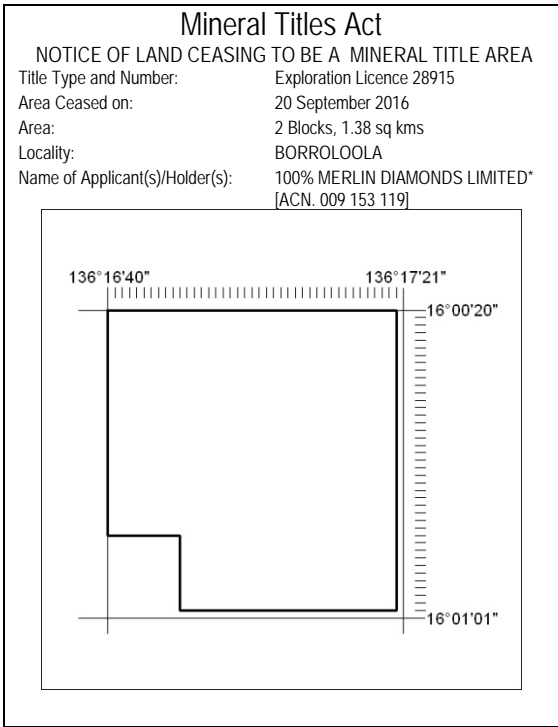 Mineral Titles Act
NOTICE OF LAND CEASING TO BE A MINERAL TITLE AREA
Title Type and Number: Exploration Licence 28915
Area Ceased on: 20 September 2016
Area: 2 Blocks, 1.38 sq kms
Locality: BORROLOOLA
Name of Applicant(s)/Holder(s): 100% MERLIN DIAMONDS LIMITED*
[ACN. 009 153 119]
136°16'40" 136°17'21"
16°00'20"
16°01'01"